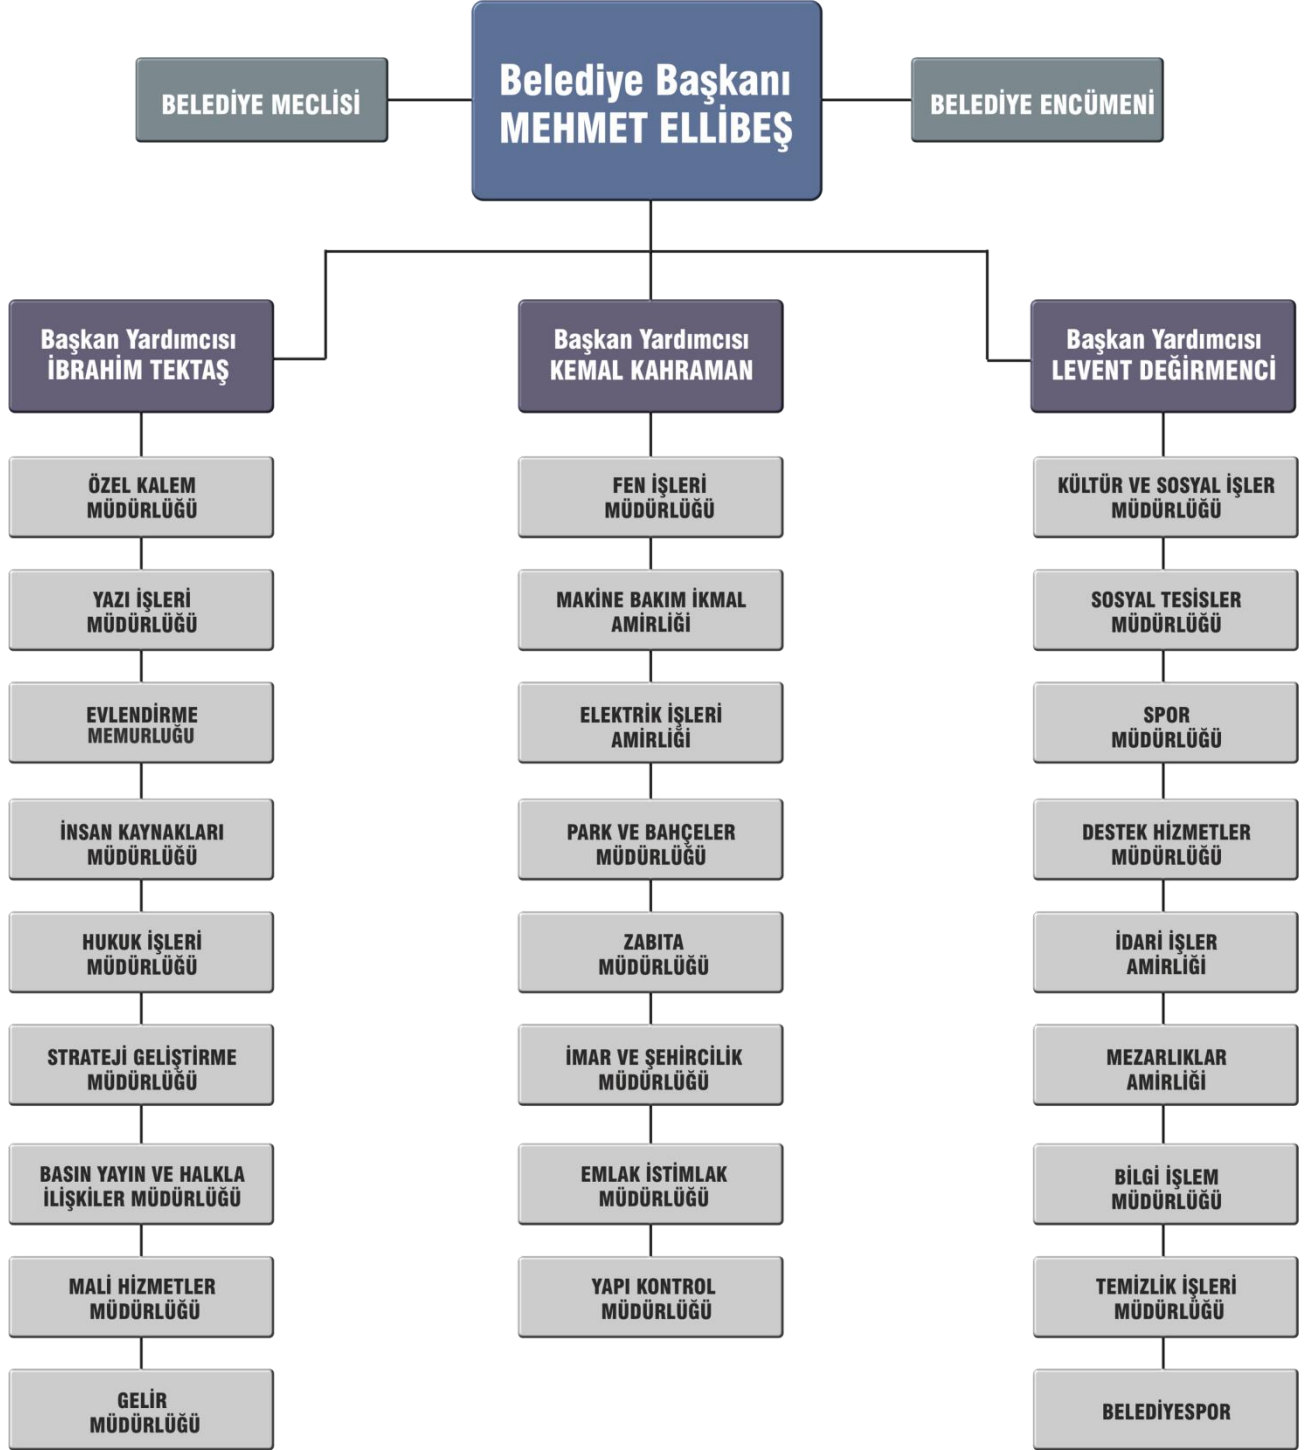 Belediye Başkanı
MEHMET ELLİBEŞ
BELEDİYE MECLİSİ
BELEDİYE ENCÜMENİ
Başkan Yardımcısı
İBRAHİM TEKTAŞ
ÖZEL KALEM
MÜDÜRLÜĞÜ
YAZI İŞLERİ
MÜDÜRLÜĞÜ
EVLENDİRME
MEMURLUĞU
İNSAN KAYNAKLARI
MÜDÜRLÜĞÜ
HUKUK İŞLERİ
MÜDÜRLÜĞÜ
STRATEJİ GELİŞTİRME
MÜDÜRLÜĞÜ
BASIN YAYIN VE HALKLA
İLİŞKİLER MÜDÜRLÜĞÜ
MALİ HİZMETLER
MÜDÜRLÜĞÜ
GELİR
MÜDÜRLÜĞÜ
Başkan Yardımcısı
KEMAL KAHRAMAN
FEN İŞLERİ
MÜDÜRLÜĞÜ
MAKİNE BAKIM İKMAL
AMİRLİĞİ
ELEKTRİK İŞLERİ
AMİRLİĞİ
PARK VE BAHÇELER
MÜDÜRLÜĞÜ
ZABITA
MÜDÜRLÜĞÜ
İMAR VE ŞEHİRCİLİK
MÜDÜRLÜĞÜ
EMLAK İSTİMLAK
MÜDÜRLÜĞÜ
YAPI KONTROL
MÜDÜRLÜĞÜ
Başkan Yardımcısı
LEVENT DEĞİRMENCİ
KÜLTÜR VE SOSYAL İŞLER
MÜDÜRLÜĞÜ
SOSYAL TESİSLER
MÜDÜRLÜĞÜ
SPOR
MÜDÜRLÜĞÜ
DESTEK HİZMETLER
MÜDÜRLÜĞÜ
İDARİ İŞLER
AMİRLİĞİ
MEZARLIKLAR
AMİRLİĞİ
BİLGİ İŞLEM
MÜDÜRLÜĞÜ
TEMİZLİK İŞLERİ
MÜDÜRLÜĞÜ
BELEDİYESPOR